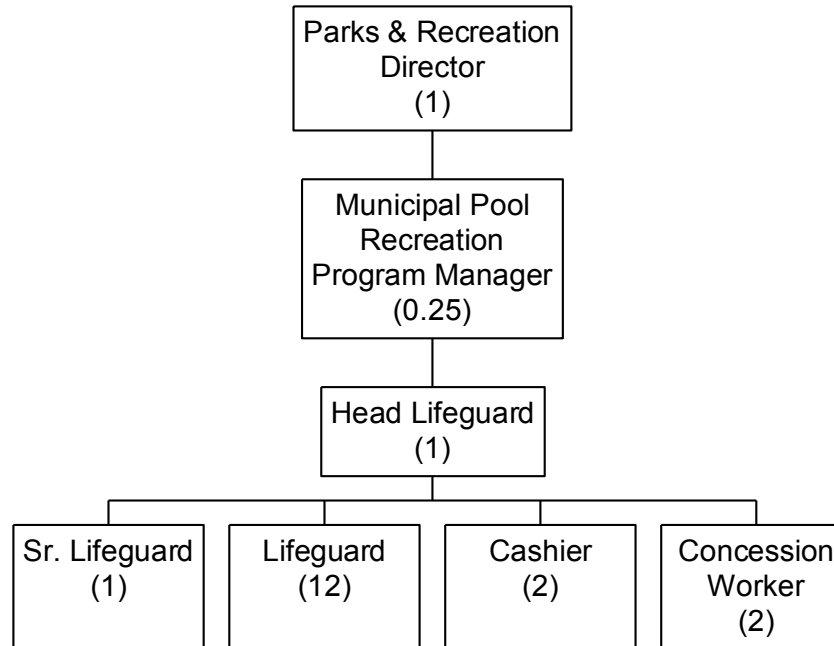 Parks & Recreation
Director
(1)
Municipal Pool
Recreation
Program Manager
(0.25)
Head Lifeguard
(1)
Sr. Lifeguard
(1)
Lifeguard
(12)
Cashier
(2)
Concession
Worker
(2)